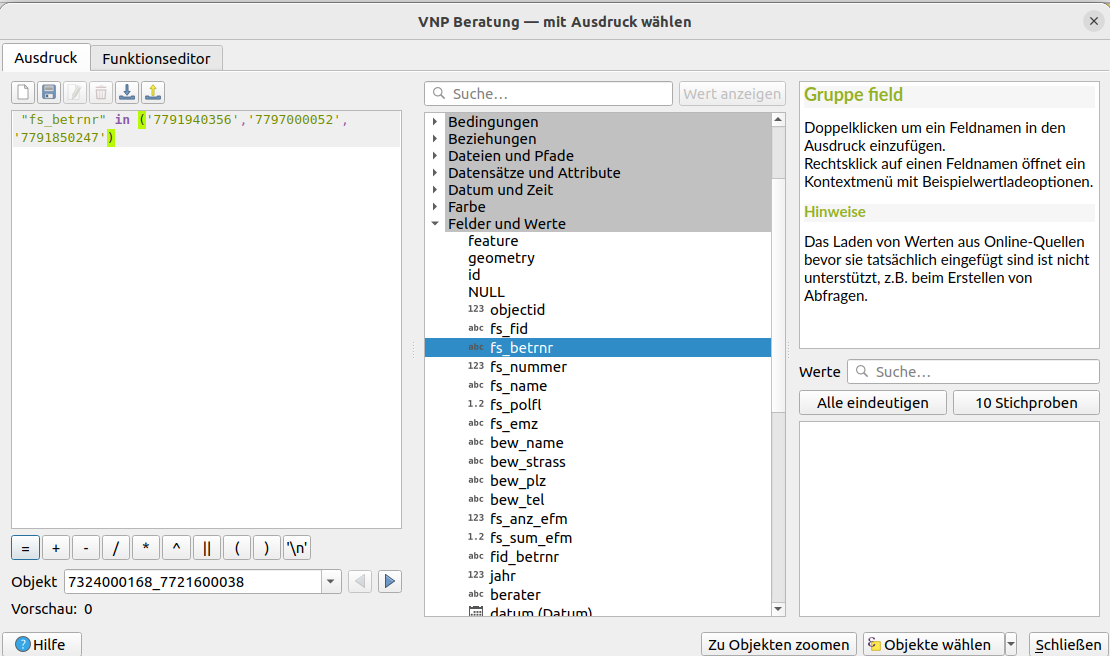 VNP Beratung — mit Ausdruck wählen
Ausdruck
Funktionseditor
"fs_betrnr" in ('7791940356','7797000052',
'7791850247')
=
+
-
/
*
^
||
(
)
'\n'
Objekt
7324000168_7721600038
Vorschau: 0
Suche...
Wert anzeigen
Bedingungen
Beziehungen
Dateien und Pfade
Datensätze und Attribute
Datum und Zeit
Farbe
Felder und Werte
feature
geometry
id
NULL
123 objectid
abc fs_fid
abc fs_betrnr
123 fs_nummer
abc fs_name
1.2 fs_polfl
abc fs_emz
abc bew_name
abc bew_strass
abc bew_plz
abc bew_tel
123 fs_anz_efm
1.2 fs_sum_efm
abc fid_betrnr
123 jahr
abc berater
datum (Datum)
Gruppe field
Doppelklicken um ein Feldnamen in den
Ausdruck einzufügen.
Rechtsklick auf einen Feldnamen öffnet ein
Kontextmenü mit Beispielwertladeoptionen.
Hinweise
Das Laden von Werten aus Online-Quellen
bevor sie tatsächlich eingefügt sind ist nicht
unterstützt, z.B. beim Erstellen von
Abfragen.
Werte
Suche...
Alle eindeutigen
10 Stichproben
? Hilfe
Zu Objekten zoomen
Objekte wählen
Schließen